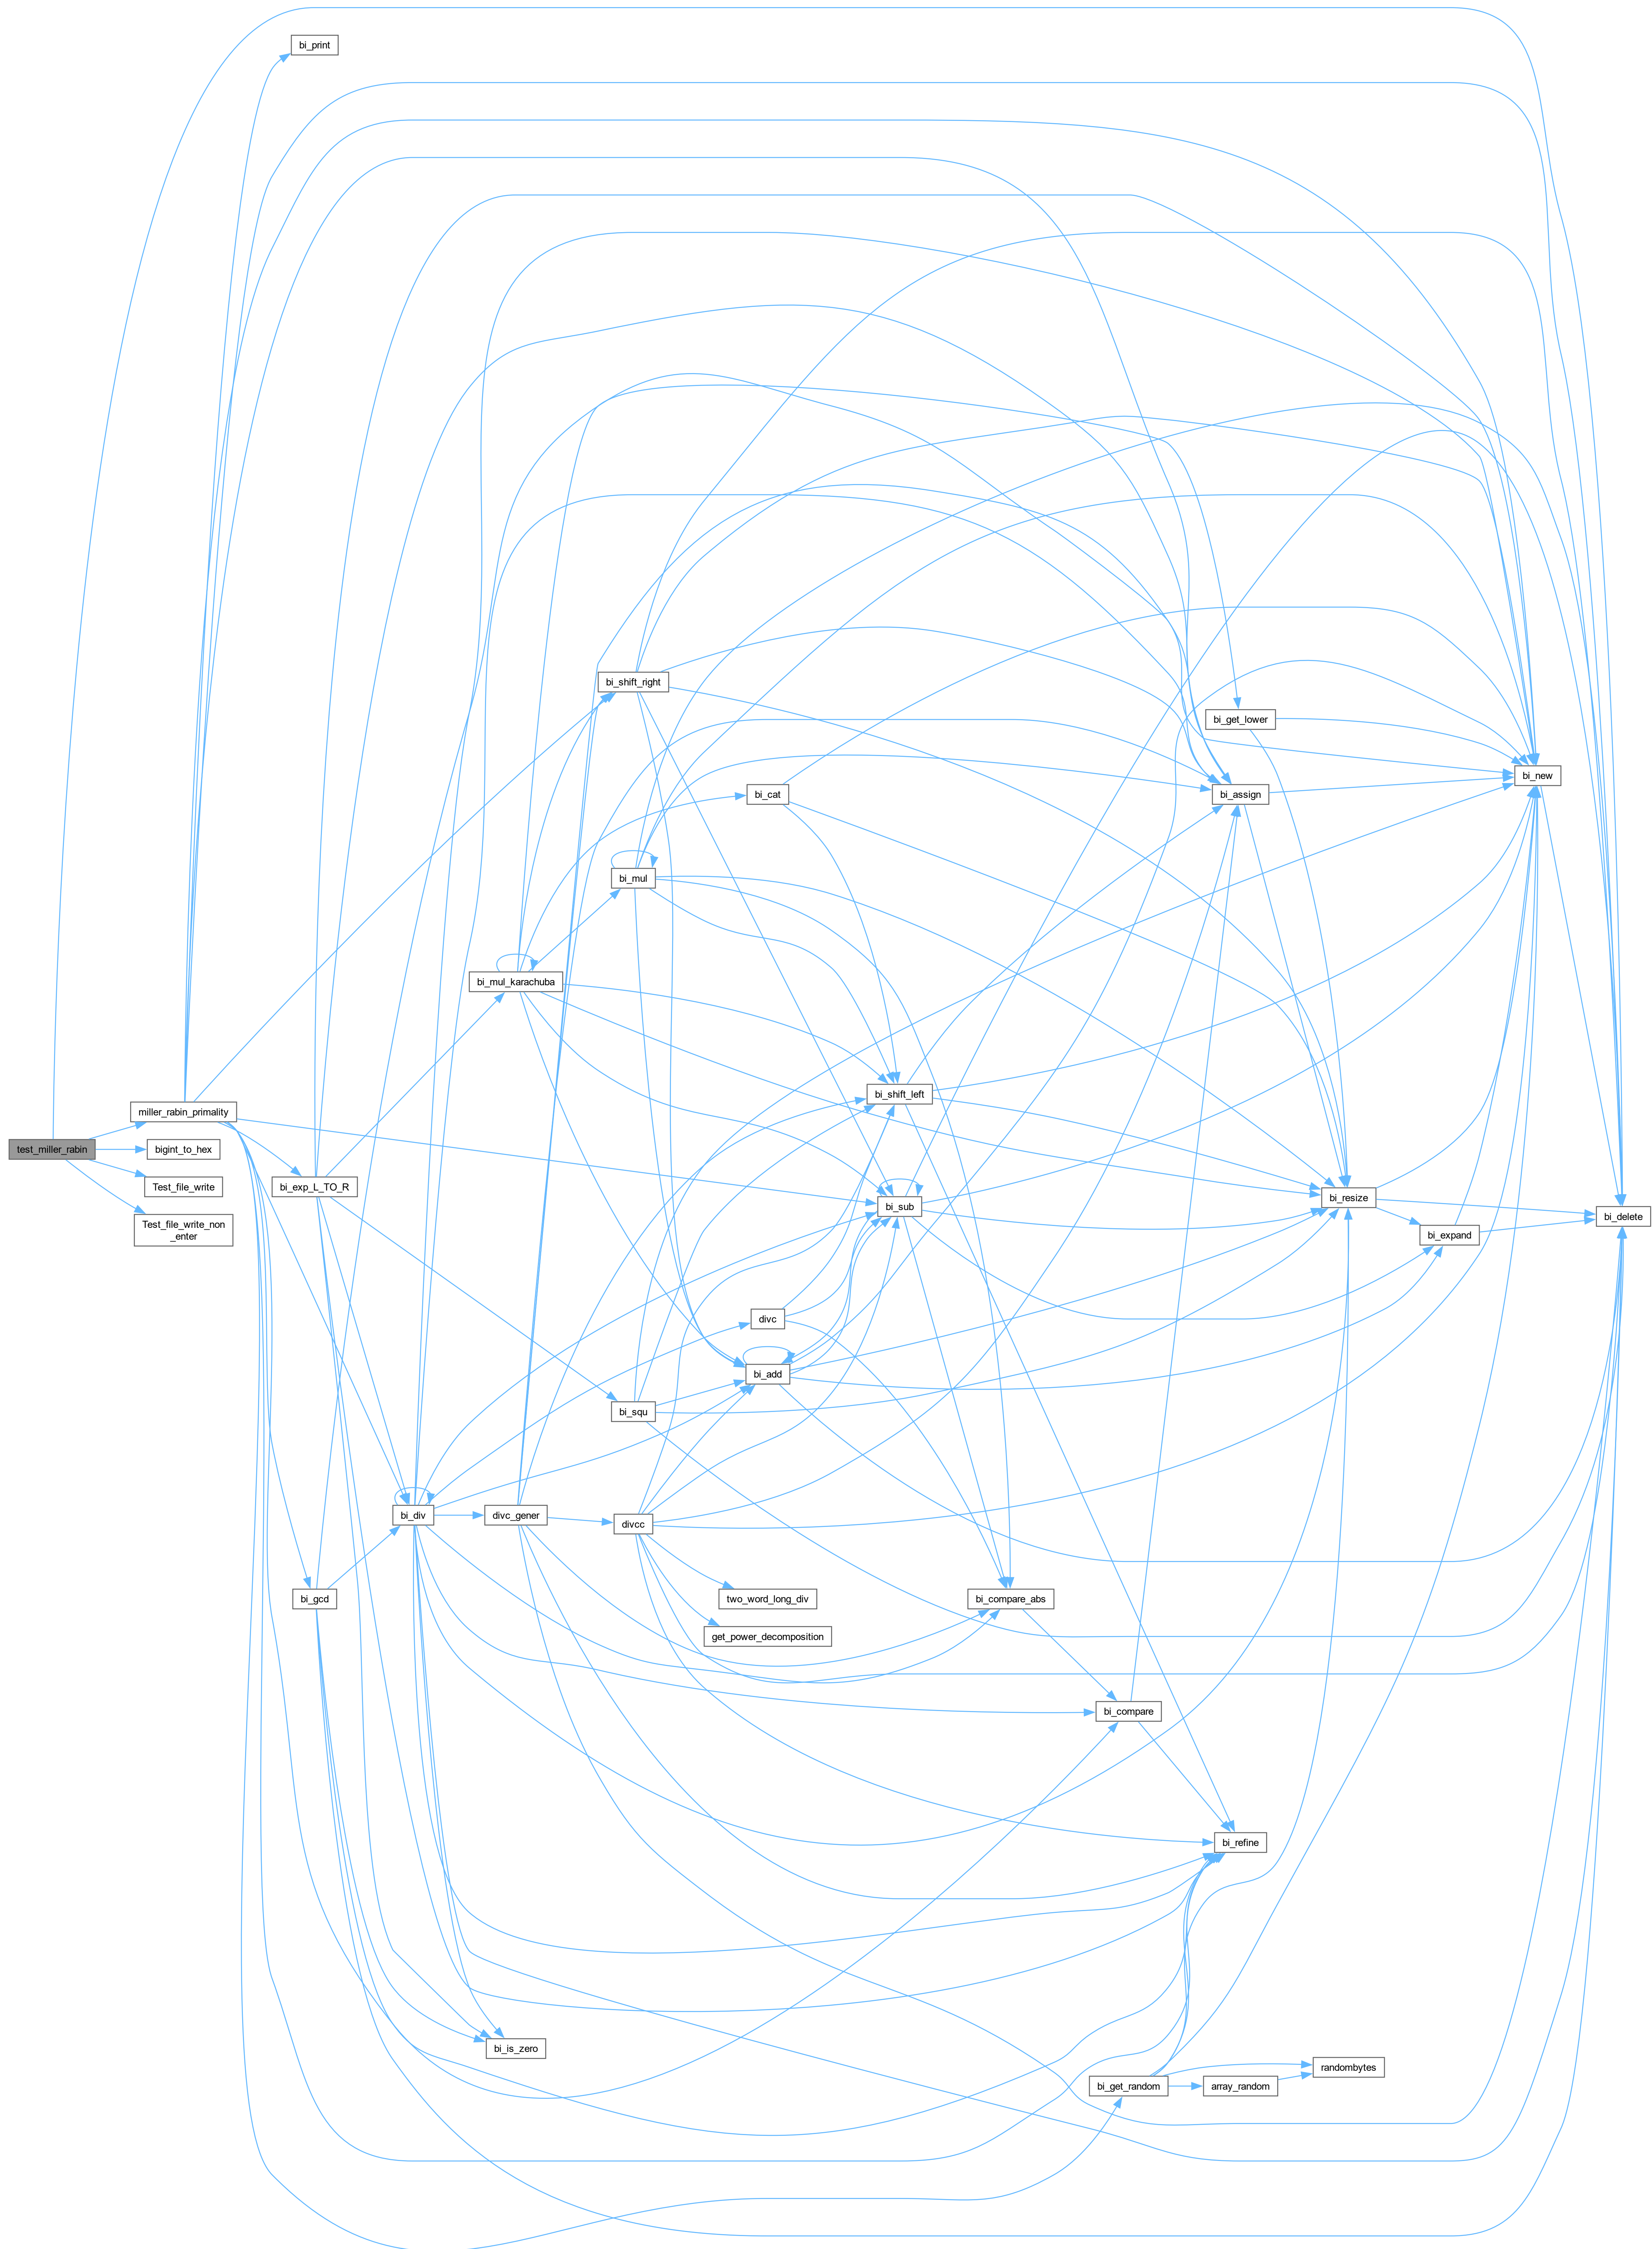 bi_print
bi_shift_right
bi_get_lower
bi_new
bi_cat
bi_assign
bi_mul
bi_mul_karachuba
bi_shift_left
miller_rabin_primality
test_miller_rabin
bigint_to_hex
Test_file_write
bi_exp_L_TO_R
bi_resize
bi_sub
bi_delete
Test_file_write_non
_enter
bi_expand
divc
bi_add
bi_squ
bi_div
divc_gener
divcc
bi_gcd
two_word_long_div
bi_compare_abs
get_power_decomposition
bi_compare
bi_refine
bi_is_zero
randombytes
bi_get_random
array_random